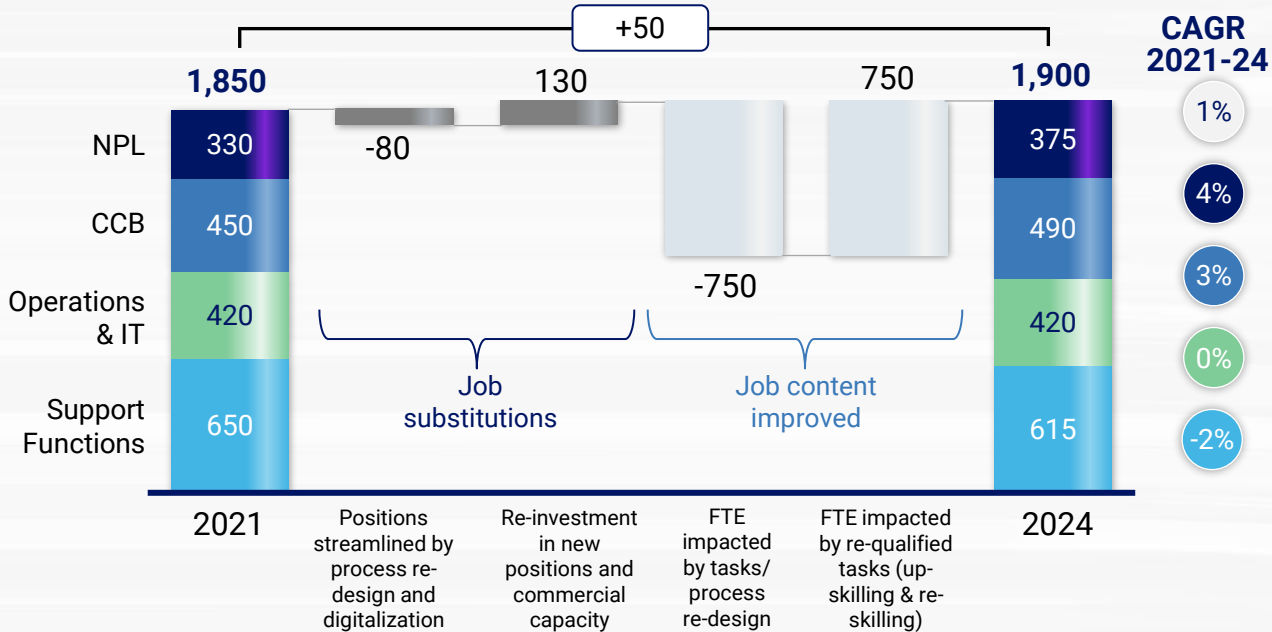 +50
CAGR
2021-24
1,850
130
750
1,900
1%
NPL
330
-80
375
4%
CCB
450
490
3%
-750
Operations
& IT
420
420
0%
Job
substitutions
Job content
improved
Support
Functions
650
615
-2%
2021
Positions
streamlined by
process re-
design and
digitalization
Re-investment
in new
positions and
commercial
capacity
FTE
impacted
by tasks/
process
re-design
FTE impacted
by re-qualified
tasks (up-
skilling & re-
skilling)
2024